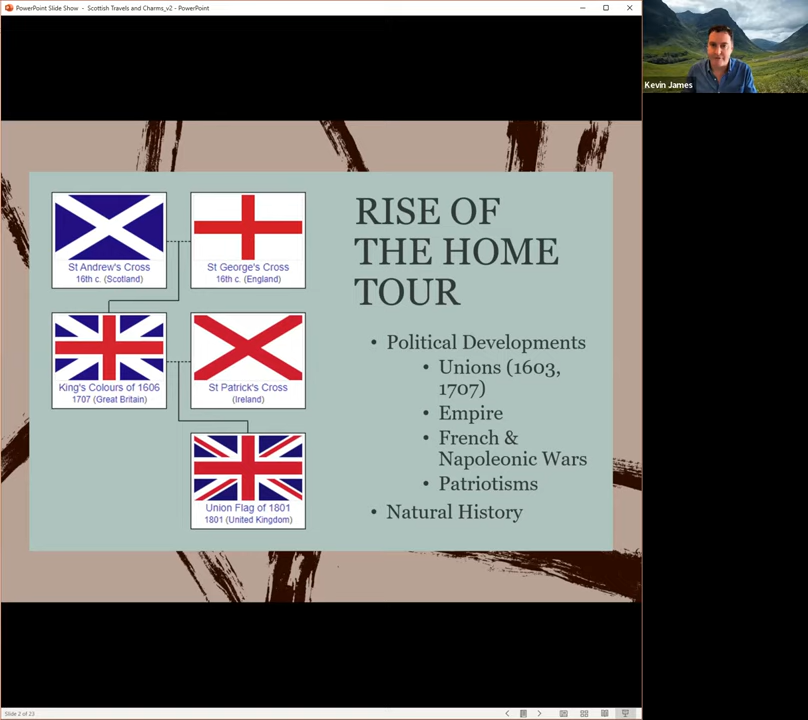 PowerPoint Slide Show - Scottish Travels and Charms_v2 - PowerPoint
Kevin James
St Andrew's Cross
16th c. (Scotland)
St George's Cross
16th c. (England)
King's Colours of 1606
1707 (Great Britain)
St Patrick's Cross
(Ireland)
Union Flag of 1801
1801 (United Kingdom)
RISE OF
THE HOME
TOUR
• Political Developments
• Unions (1603,
1707)
• Empire
• French &
Napoleonic Wars
• Patriotisms
• Natural History
Slide 2 of 23